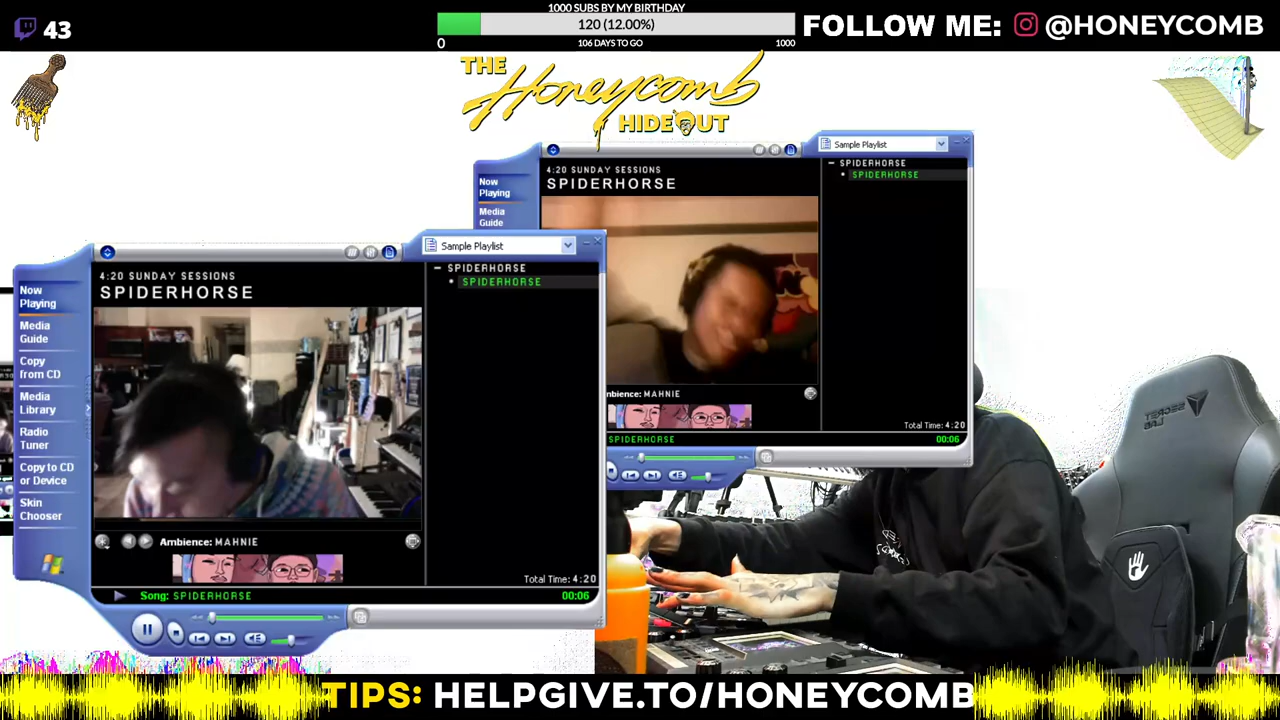 43
1000 SUBS BY MY BIRTHDAY
120 (12.00%)
0
106 DAYS TO GO
1000
FOLLOW ME: @HONEYCOMB
THE
Honeycomb
HIDEOUT
Sample Playlist
4:20 SUNDAY SESSIONS
SPIDERHORSE
SPIDERHORSE
SPIDERHORSE
Now
Playing
Media
Guide
mbience: MAHNIE
Total Time: 4:20
SPIDERHORSE
00:06
Sample Playlist
4:20 SUNDAY SESSIONS
SPIDERHORSE
SPIDERHORSE
SPIDERHORSE
Now
Playing
Media
Guide
Copy
from CD
Media
Library
Radio
Tuner
Copy to CD
or Device
Skin
Chooser
Ambience: MAHNIE
Total Time: 4:20
Song: SPIDERHORSE
00:06
SECRET
LAB
TIPS: HELPGIVE.TO/HONEYCOMB